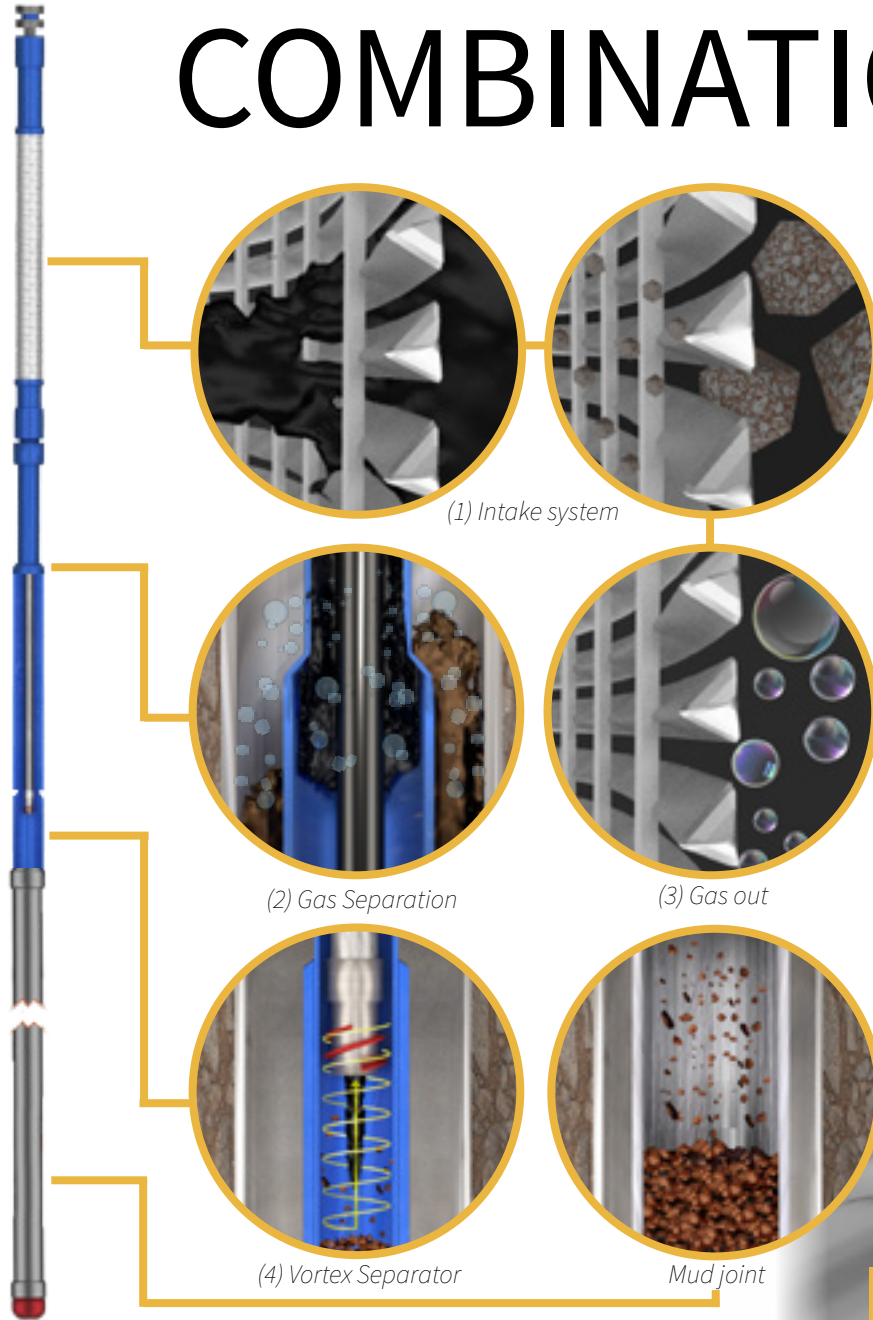 COMBINATI
(1) Intake system
(2) Gas Separation
(3) Gas out
(4) Vortex Separator
Mud joint